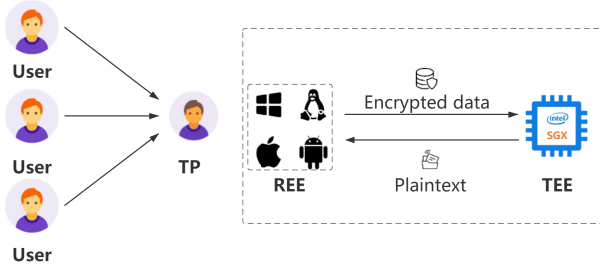 User
User
User
TP
REE
Encrypted data
Plaintext
intel
SGX
TEE